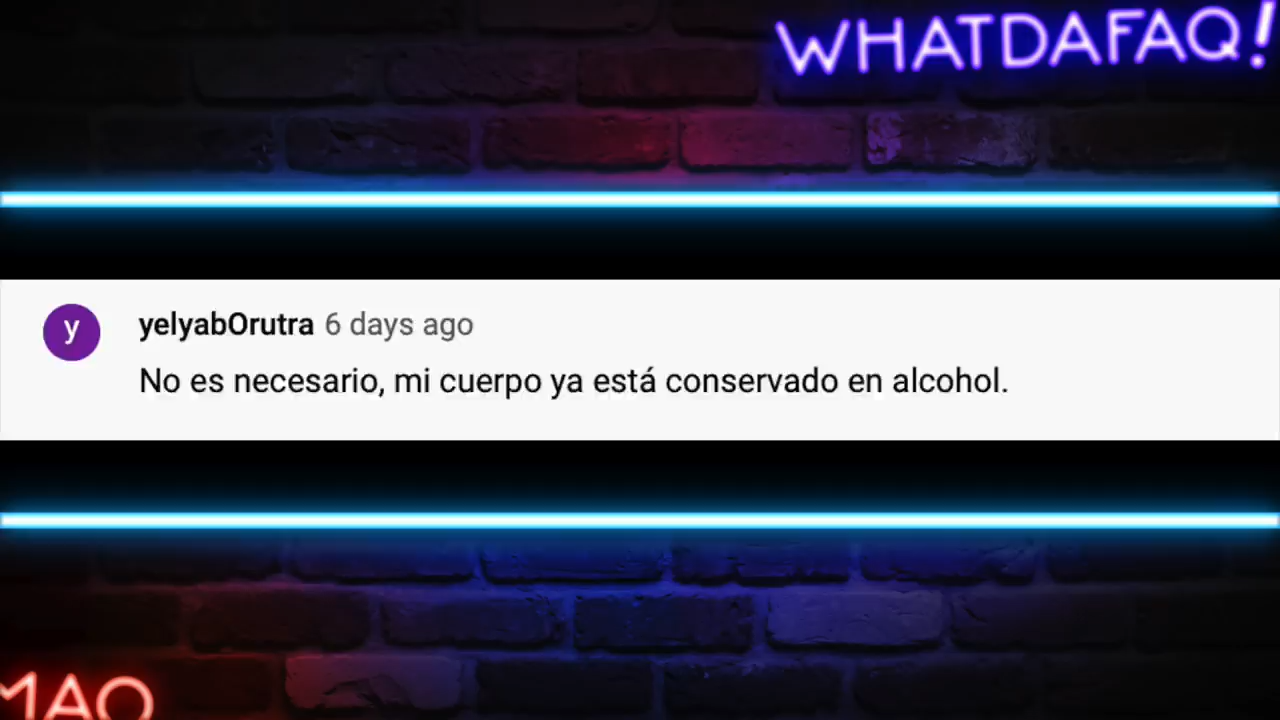 WHATDAFAQ!
y
yelyabOrutra 6 days ago
No es necesario, mi cuerpo ya está conservado en alcohol.
MAO